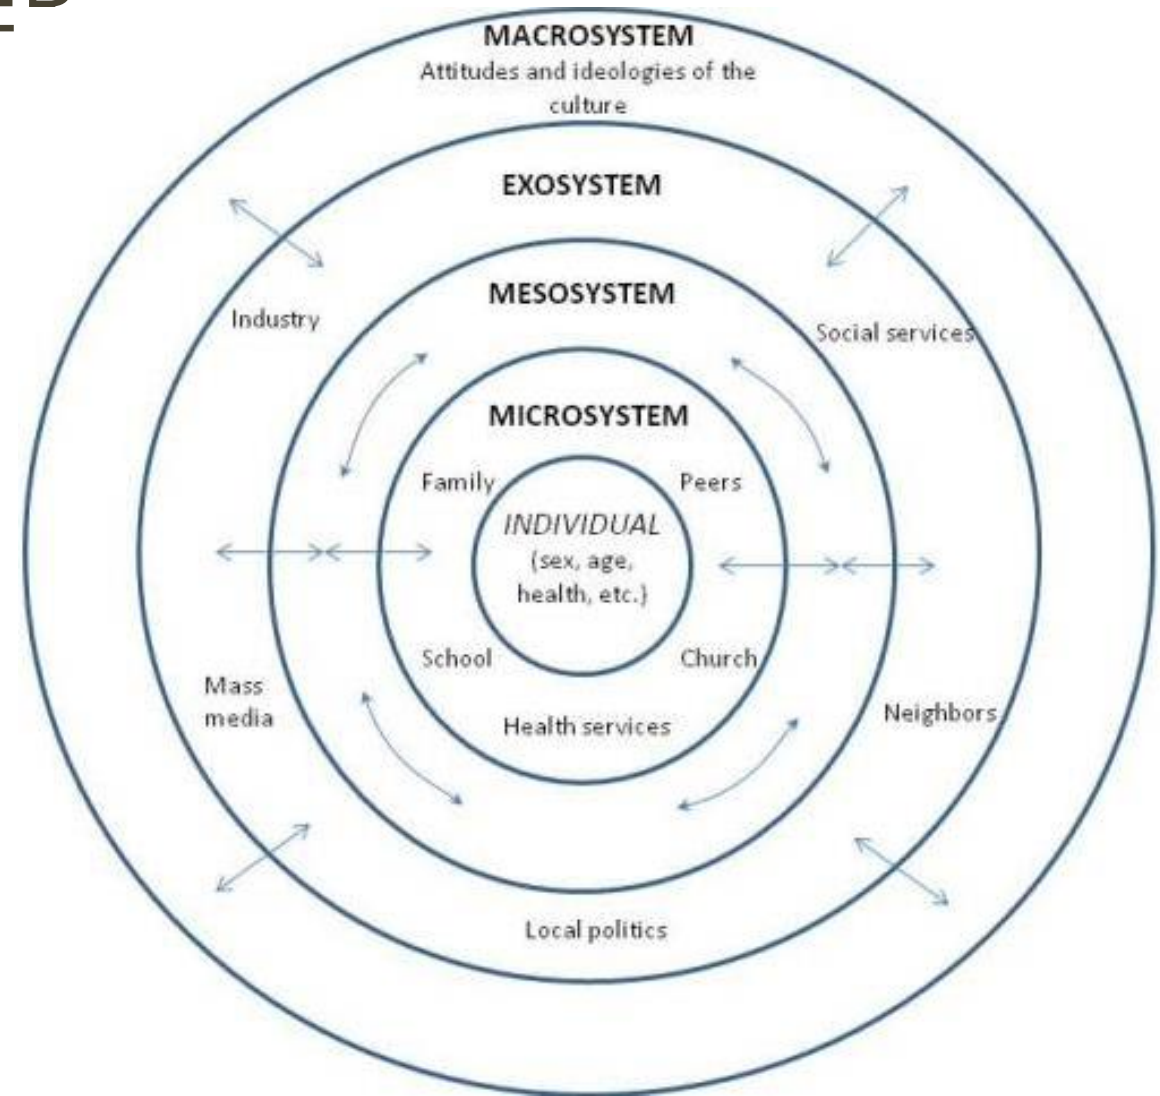 MACROSYSTEM
Attitudes and ideologies of the
culture
EXOSYSTEM
MESOSYSTEM
Industry
Social services
MICROSYSTEM
Family
Peers
INDIVIDUAL
(sex, age,
health, etc.)
School
Church
Mass
media
Neighbors
Health services
Local politics